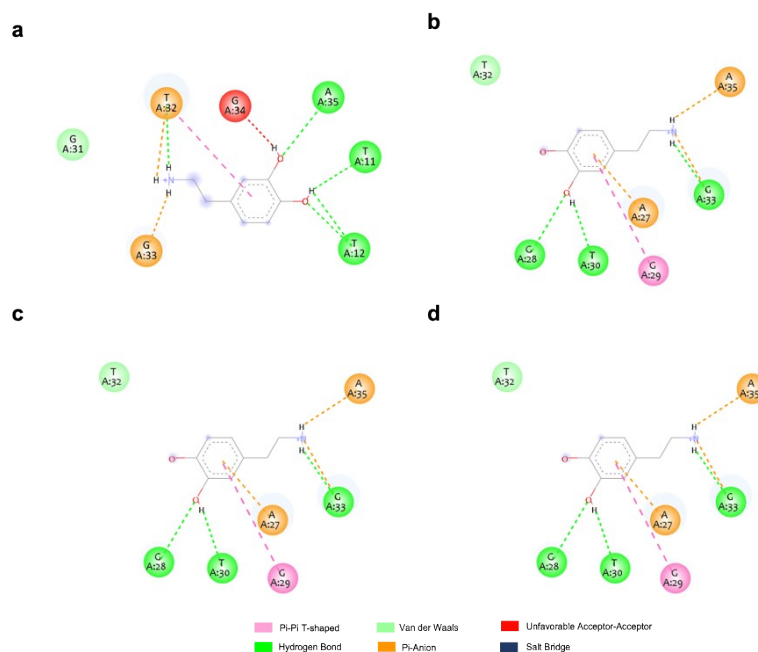 a
b
T
A:32
G
A:34
A
A:35
G
A:31
T
A:11
H
O
H
H
N
H
O
H
G
A:33
T
A:12
T
A:32
A
A:35
H
N
H
O
O
H
G
A:33
A
A:27
G
A:28
T
A:30
G
A:29
c
d
T
A:32
A
A:35
H
N
H
O
O
H
G
A:33
A
A:27
G
A:28
T
A:30
G
A:29
T
A:32
A
A:35
H
N
H
O
O
H
G
A:33
A
A:27
G
A:28
T
A:30
G
A:29
Pi-Pi T-shaped
Van der Waals
Unfavorable Acceptor-Acceptor
Hydrogen Bond
Pi-Anion
Salt Bridge